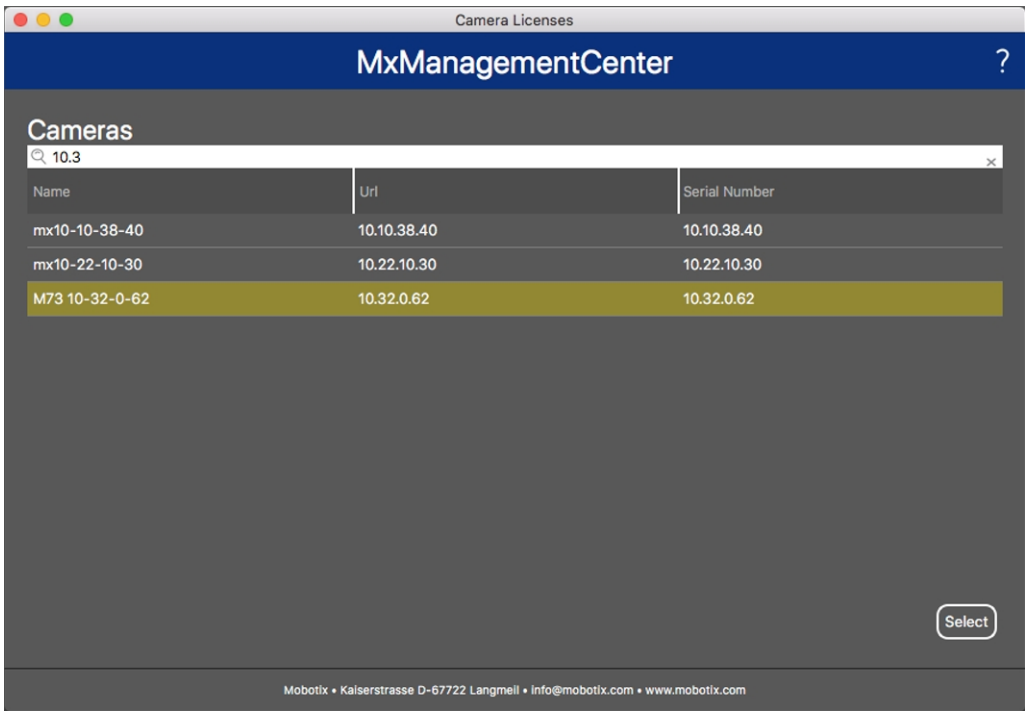 Camera Licenses
MxManagementCenter ?
Cameras
10.3 ×
Name Url Serial Number
mx10-10-38-40 10.10.38.40 10.10.38.40
mx10-22-10-30 10.22.10.30 10.22.10.30
M73 10-32-0-62 10.32.0.62 10.32.0.62
Select
Mobotix • Kaiserstrasse D-67722 Langmeil • info@mobotix.com • www.mobotix.com